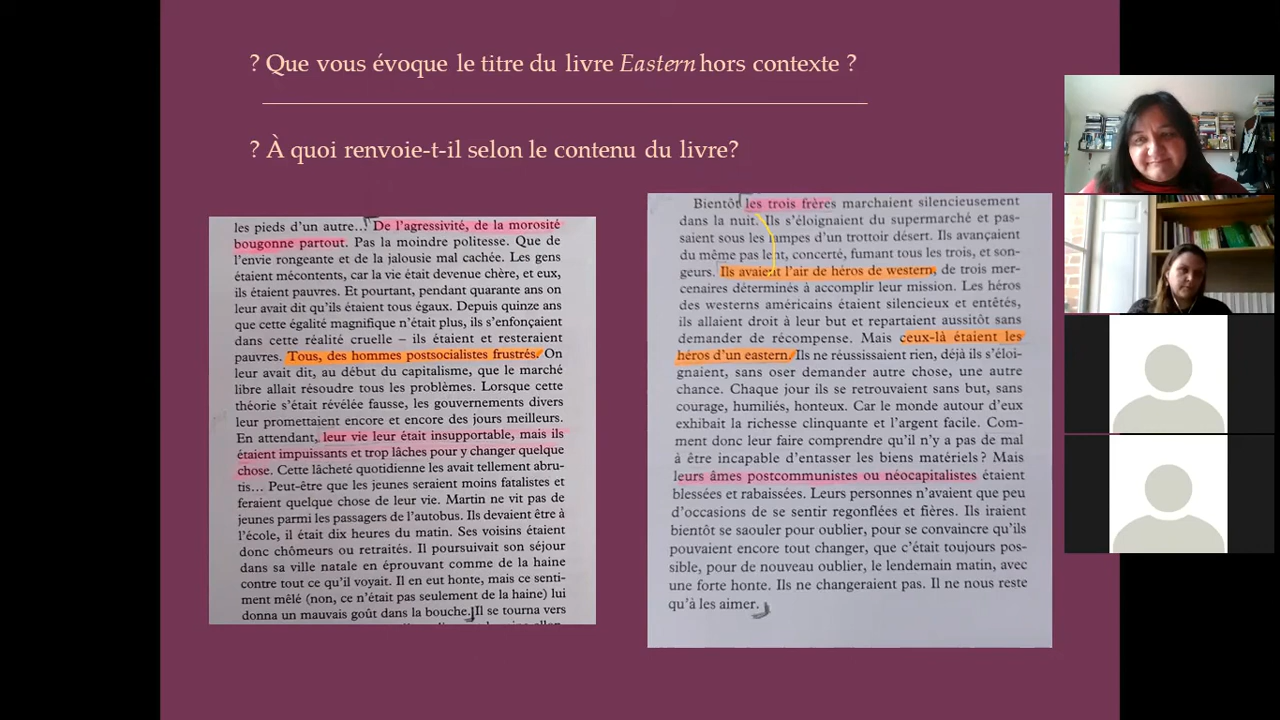 ? Que vous évoque le titre du livre Eastern hors contexte ?
? À quoi renvoie-t-il selon le contenu du livre?
les pieds d'un autre... De l'agressivité, de la morosité
bougonne partout. Pas la moindre politesse. Que de
l'envie rongeante et de la jalousie mal cachée. Les gens
étaient mécontents, car la vie était devenue chère, et eux,
ils étaient pauvres. Et pourtant, pendant quarante ans on
leur avait dit qu'ils étaient tous égaux. Depuis quinze ans
que cette égalité magnifique n'était plus, ils s'enfonçaient
dans cette réalité cruelle – ils étaient et resteraient
pauvres. Tous, des hommes postsocialistes frustrés. On
leur avait dit, au début du capitalisme, que le marché
libre allait résoudre tous les problèmes. Lorsque cette
théorie s'était révélée fausse, les gouvernements divers
leur promettaient encore et encore des jours meilleurs.
En attendant, leur vie leur était insupportable, mais ils
étaient impuissants et trop lâches pour y changer quelque
chose. Cette lâcheté quotidienne les avait tellement abru-
tis... Peut-être que les jeunes seraient moins fatalistes et
feraient quelque chose de leur vie. Martin ne vit pas de
jeunes parmi les passagers de l'autobus. Ils devaient être à
l'école, il était dix heures du matin. Ses voisins étaient
donc chômeurs ou retraités. Il poursuivait son séjour
dans sa ville natale en éprouvant comme de la haine
contre tout ce qu'il voyait. Il en eut honte, mais ce senti-
ment mêlé (non, ce n'était pas seulement de la haine) lui
donna un mauvais goût dans la bouche. Il se tourna vers
Bientôt les trois frères marchaient silencieusement
dans la nuit. Ils s'éloignaient du supermarché et pas-
saient sous les lampes d'un trottoir désert. Ils avançaient
du même pas lent, concerté, fumant tous les trois, et son-
geurs. Ils avaient l'air de héros de western, de trois mer-
cenaires déterminés à accomplir leur mission. Les héros
des westerns américains étaient silencieux et entêtés,
ils allaient droit à leur but et repartaient aussitôt sans
demander de récompense. Mais ceux-là étaient les
héros d'un eastern. Ils ne réussissaient rien, déjà ils s'éloi-
gnaient, sans oser demander autre chose, une autre
chance. Chaque jour ils se retrouvaient sans but, sans
courage, humiliés, honteux. Car le monde autour d'eux
exhibait la richesse clinquante et l'argent facile. Com-
ment donc leur faire comprendre qu'il n'y a pas de mal
à être incapable d'entasser les biens matériels ? Mais
leurs âmes postcommunistes ou néocapitalistes étaient
blessées et rabaissées. Leurs personnes n'avaient que peu
d'occasions de se sentir regonflées et fières. Ils iraient
bientôt se saouler pour oublier, pour se convaincre qu'ils
pouvaient encore tout changer, que c'était toujours pos-
sible, pour de nouveau oublier, le lendemain matin, avec
une forte honte. Ils ne changeraient pas. Il ne nous reste
qu'à les aimer.